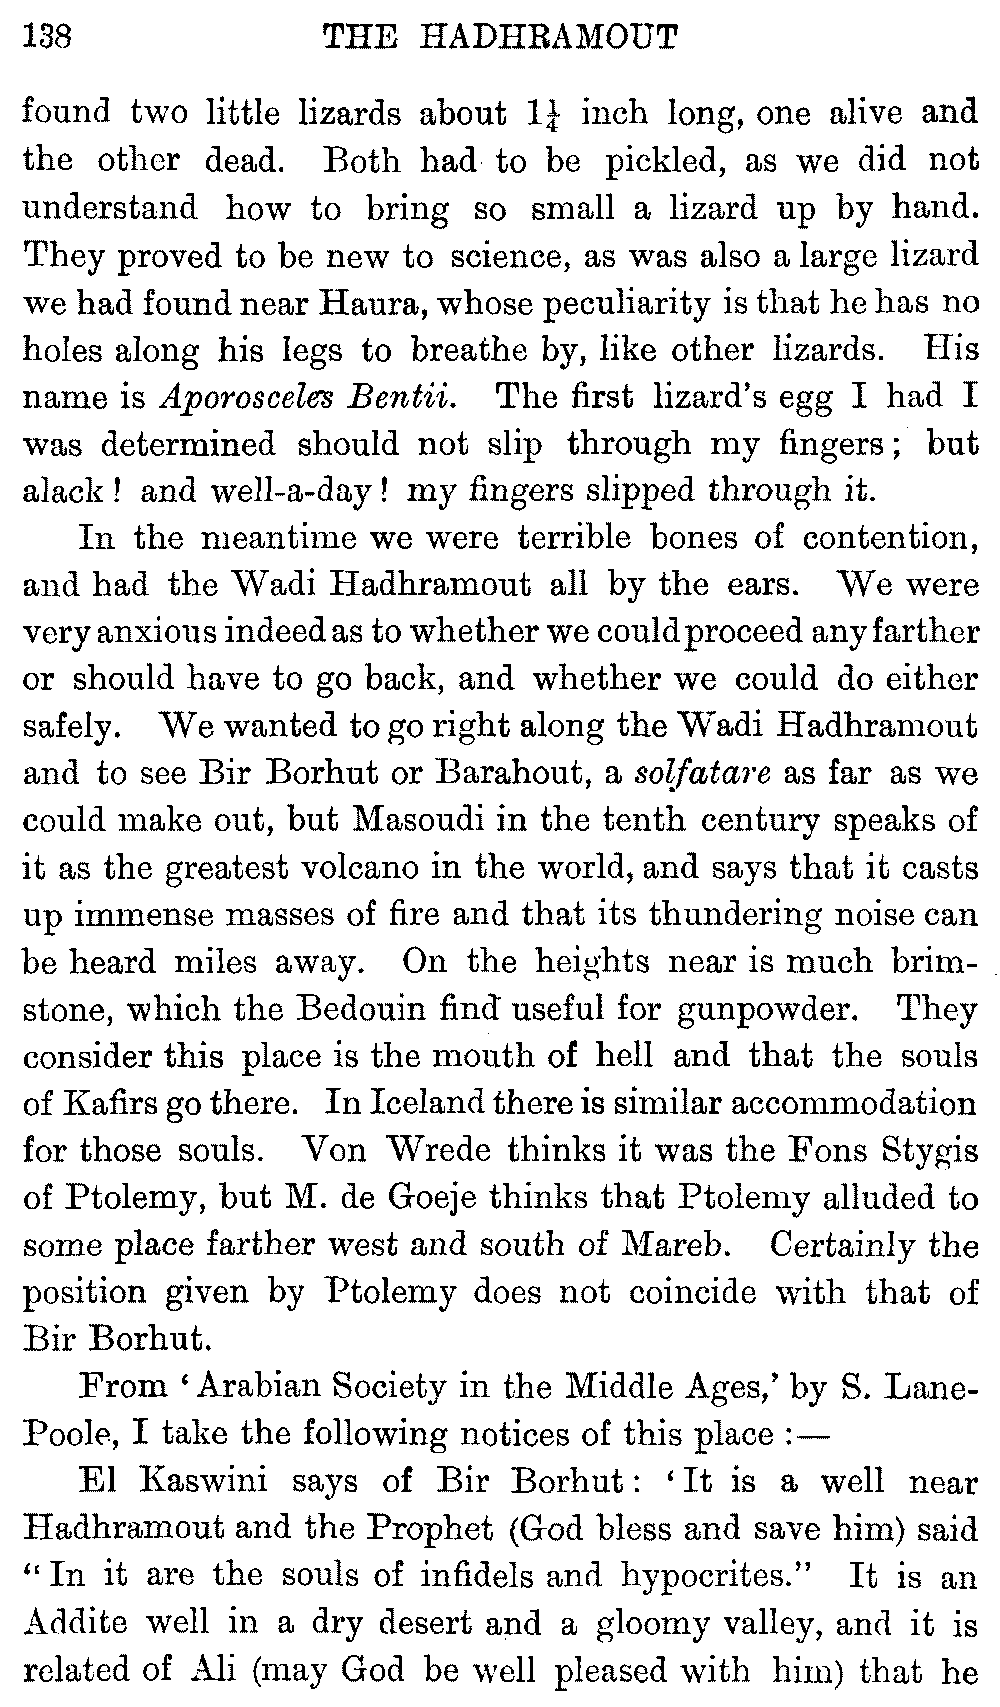 138 THE HADHRAMOUT
found two little lizards about 1¼ inch long, one alive and
the other dead. Both had to be pickled, as we did not
understand how to bring so small a lizard up by hand.
They proved to be new to science, as was also a large lizard
we had found near Haura, whose peculiarity is that he has no
holes along his legs to breathe by, like other lizards. His
name is Aporosceles Bentii. The first lizard's egg I had I
was determined should not slip through my fingers; but
alack! and well-a-day! my fingers slipped through it.
In the meantime we were terrible bones of contention,
and had the Wadi Hadhramout all by the ears. We were
very anxious indeed as to whether we could proceed any farther
or should have to go back, and whether we could do either
safely. We wanted to go right along the Wadi Hadhramout
and to see Bir Borhut or Barahout, a solfatare as far as we
could make out, but Masoudi in the tenth century speaks of
it as the greatest volcano in the world, and says that it casts
up immense masses of fire and that its thundering noise can
be heard miles away. On the heights near is much brim-
stone, which the Bedouin find useful for gunpowder. They
consider this place is the mouth of hell and that the souls
of Kafirs go there. In Iceland there is similar accommodation
for those souls. Von Wrede thinks it was the Fons Stygis
of Ptolemy, but M. de Goeje thinks that Ptolemy alluded to
some place farther west and south of Mareb. Certainly the
position given by Ptolemy does not coincide with that of
Bir Borhut.
From 'Arabian Society in the Middle Ages,' by S. Lane-
Poole, I take the following notices of this place :—
El Kaswini says of Bir Borhut: 'It is a well near
Hadhramout and the Prophet (God bless and save him) said
"In it are the souls of infidels and hypocrites." It is an
Addite well in a dry desert and a gloomy valley, and it is
related of Ali (may God be well pleased with him) that he